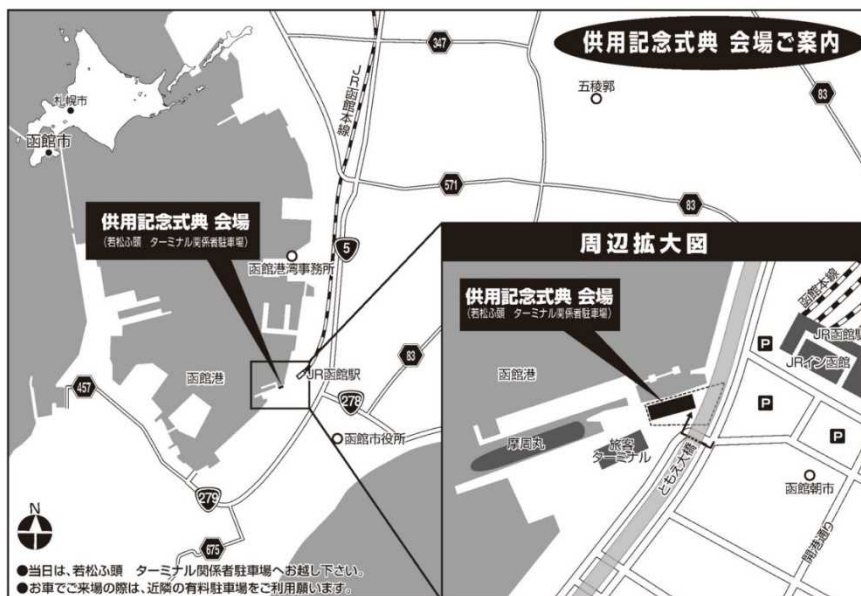 供用記念式典 会場ご案内
札幌市
函館市
347
JR函館本線
五稜郭
83
571
83
供用記念式典 会場
(若松ふ頭 ターミナル関係者駐車場)
5
函館港湾事務所
周辺拡大図
供用記念式典 会場
(若松ふ頭 ターミナル関係者駐車場)
函館本線
JR函館駅
P
JRイン函館
函館港
P
摩周丸
旅客
ターミナル
ともえ大橋
函館朝市
開港通り
83
JR函館駅
457
函館港
278
函館市役所
279
N
675
●当日は、若松ふ頭 ターミナル関係者駐車場へお越し下さい。
●お車でご来場の際は、近隣の有料駐車場をご利用願います。